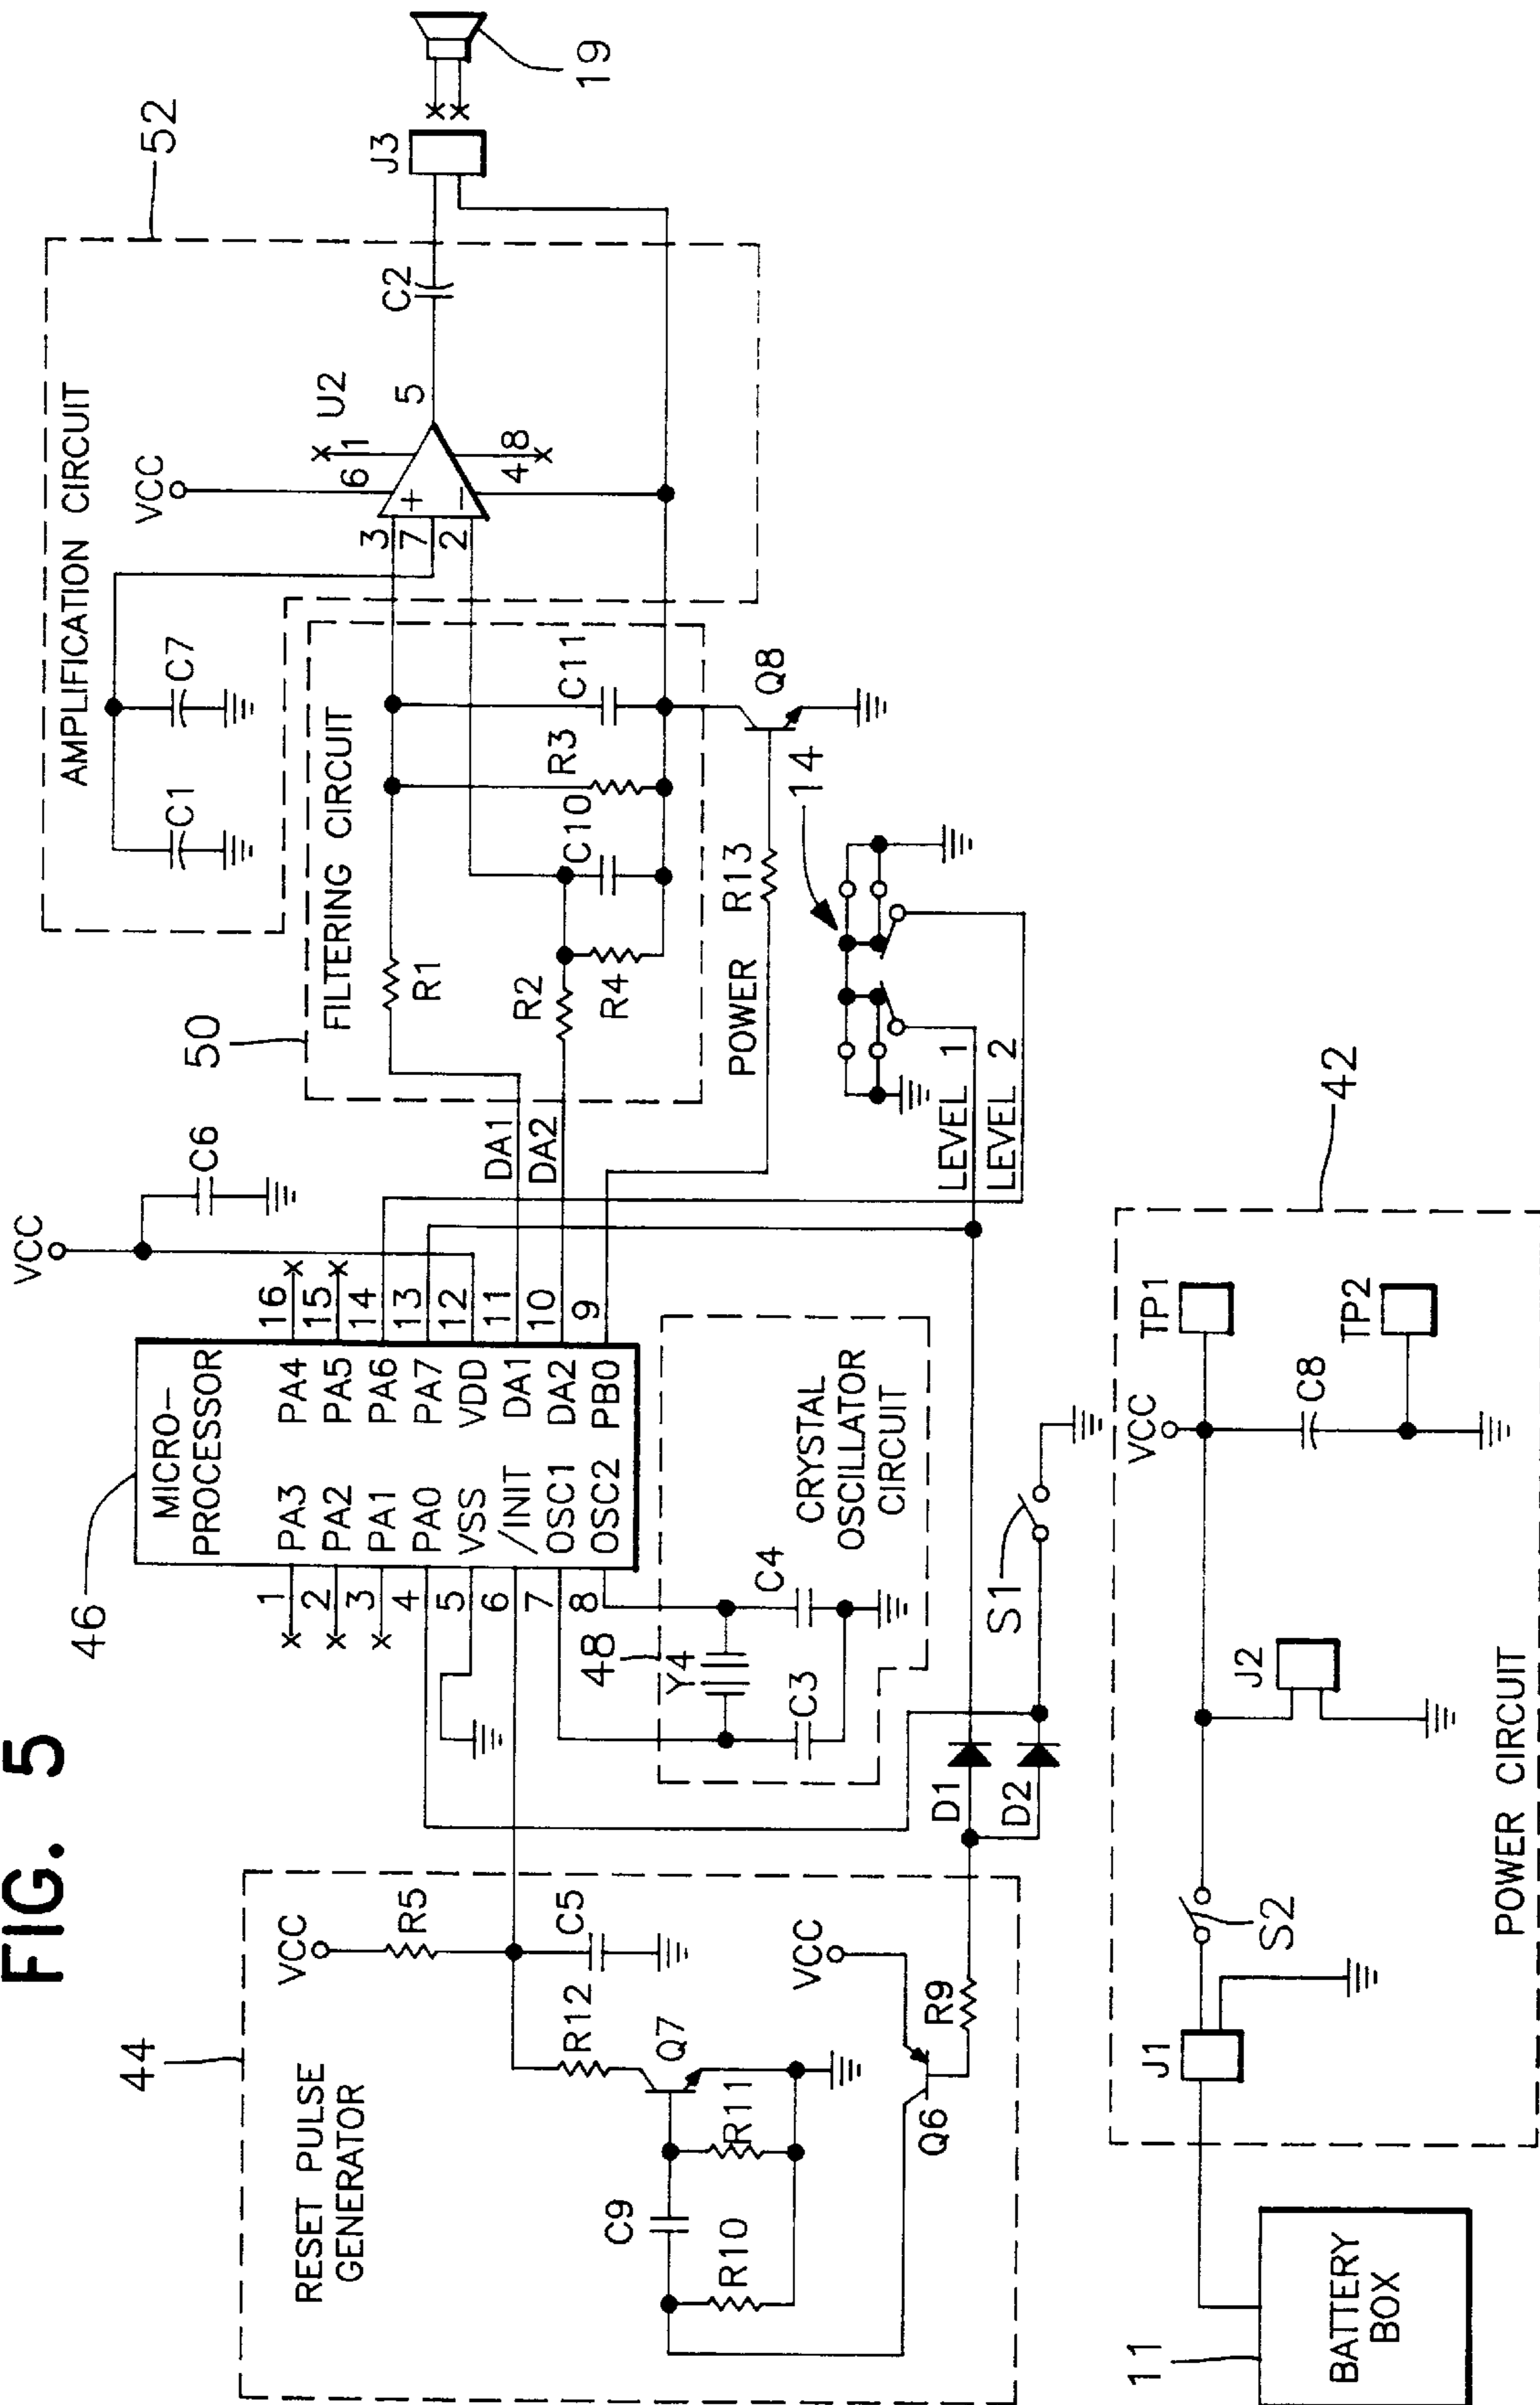 FIG. 5
44
RESET PULSE
GENERATOR
VCC
R5
C5
R12
Q7
R11
C9
R10
VCC
R9
Q6
46
MICRO-
PROCESSOR
1 PA3 PA4 16
2 PA2 PA5 15
3 PA1 PA6 14
4 PA0 PA7 13
5 VSS VDD 12
6 /INIT DA1 11
7 OSC1 DA2 10
8 OSC2 PB0 9
VCC
C6
48
Y4
C4
C3
CRYSTAL
OSCILLATOR
CIRCUIT
D1
D2
S1
DA1
DA2
50
FILTERING CIRCUIT
R1
R2
R4
C10
R3
C11
POWER R13
Q8
14
LEVEL 1
LEVEL 2
AMPLIFICATION CIRCUIT
52
C1
C7
VCC
3
7
2
6
1
U2
5
4
8
+
−
C2
J3
19
11
BATTERY
BOX
J1
S2
J2
VCC
C8
TP1
TP2
42
POWER CIRCUIT